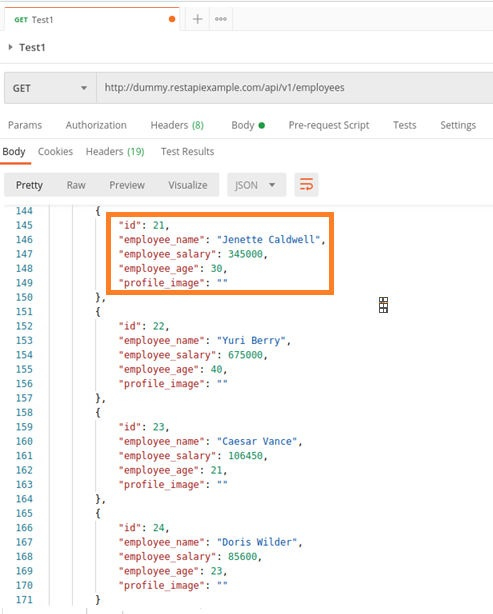 GET Test1
Test1
GET http://dummy.restapiexample.com/api/v1/employees
Params Authorization Headers (8) Body Pre-request Script Tests Settings
Body Cookies Headers (19) Test Results
Pretty Raw Preview Visualize JSON
144 {
145 "id": 21,
146 "employee_name": "Jenette Caldwell",
147 "employee_salary": 345000,
148 "employee_age": 30,
149 "profile_image": ""
150 },
151 {
152 "id": 22,
153 "employee_name": "Yuri Berry",
154 "employee_salary": 675000,
155 "employee_age": 40,
156 "profile_image": ""
157 },
158 {
159 "id": 23,
160 "employee_name": "Caesar Vance",
161 "employee_salary": 106450,
162 "employee_age": 21,
163 "profile_image": ""
164 },
165 {
166 "id": 24,
167 "employee_name": "Doris Wilder",
168 "employee_salary": 85600,
169 "employee_age": 23,
170 "profile_image": ""
171 }